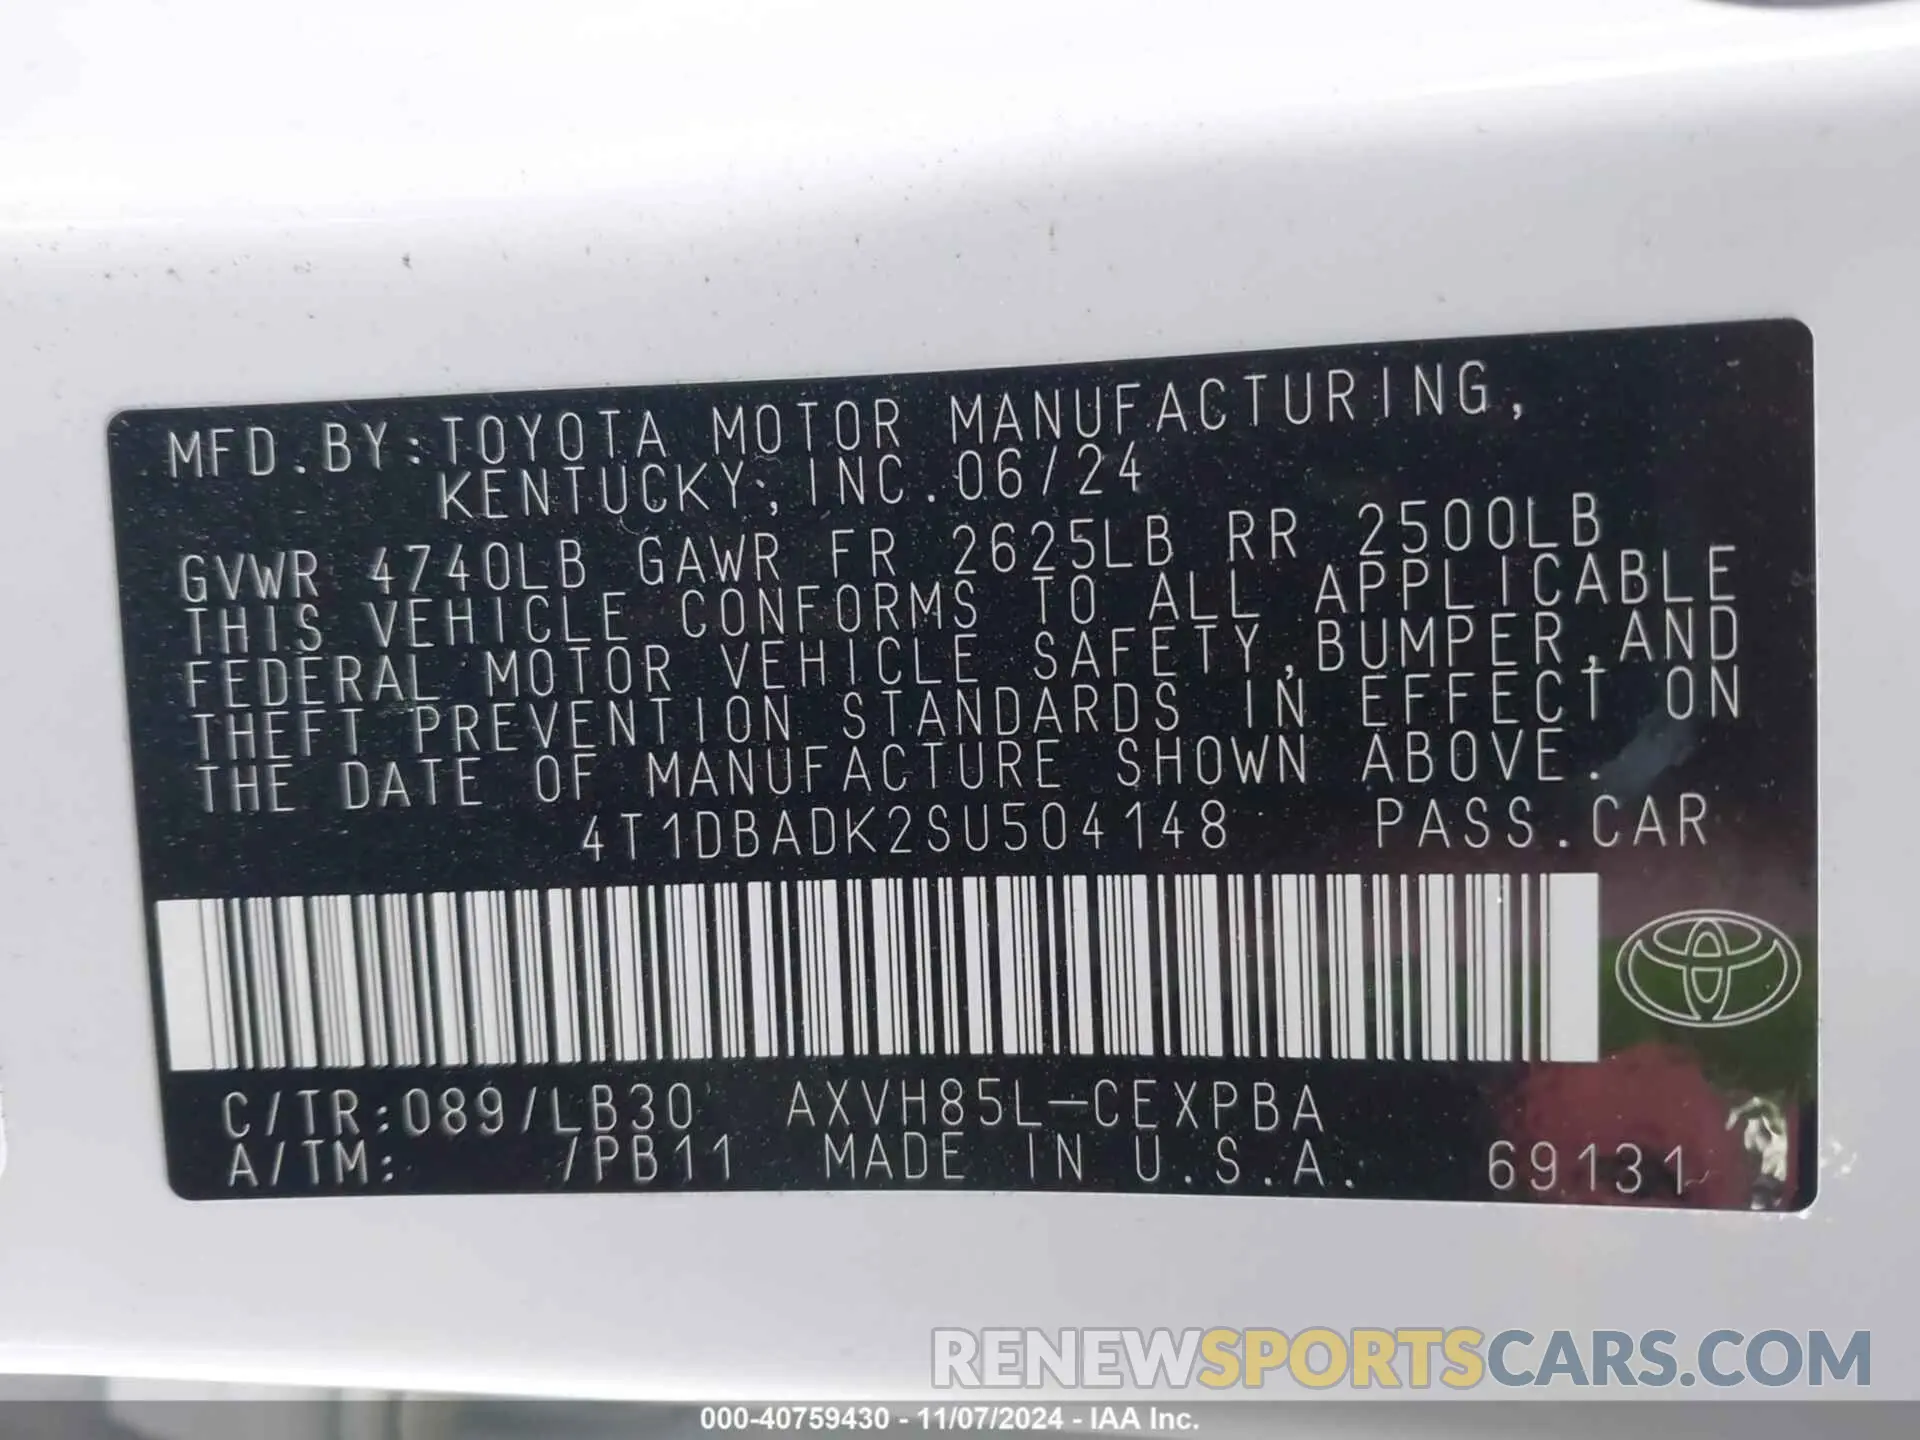 MFD.BY:TOYOTA MOTOR MANUFACTURING,
KENTUCKY, INC.06/24
GVWR 4740LB GAWR FR 2625LB RR 2500LB
THIS VEHICLE CONFORMS TO ALL APPLICABLE
FEDERAL MOTOR VEHICLE SAFETY,BUMPER,AND
THEFT PREVENTION STANDARDS IN EFFECT ON
THE DATE OF MANUFACTURE SHOWN ABOVE.
4T1DBADK2SU504148 PASS.CAR
C/TR:089/LB30 AXVH85L-CEXPBA
A/TM: /PB11 MADE IN U.S.A. 69131
RENEWSPORTSCARS.COM
000-40759430 - 11/07/2024 - IAA Inc.